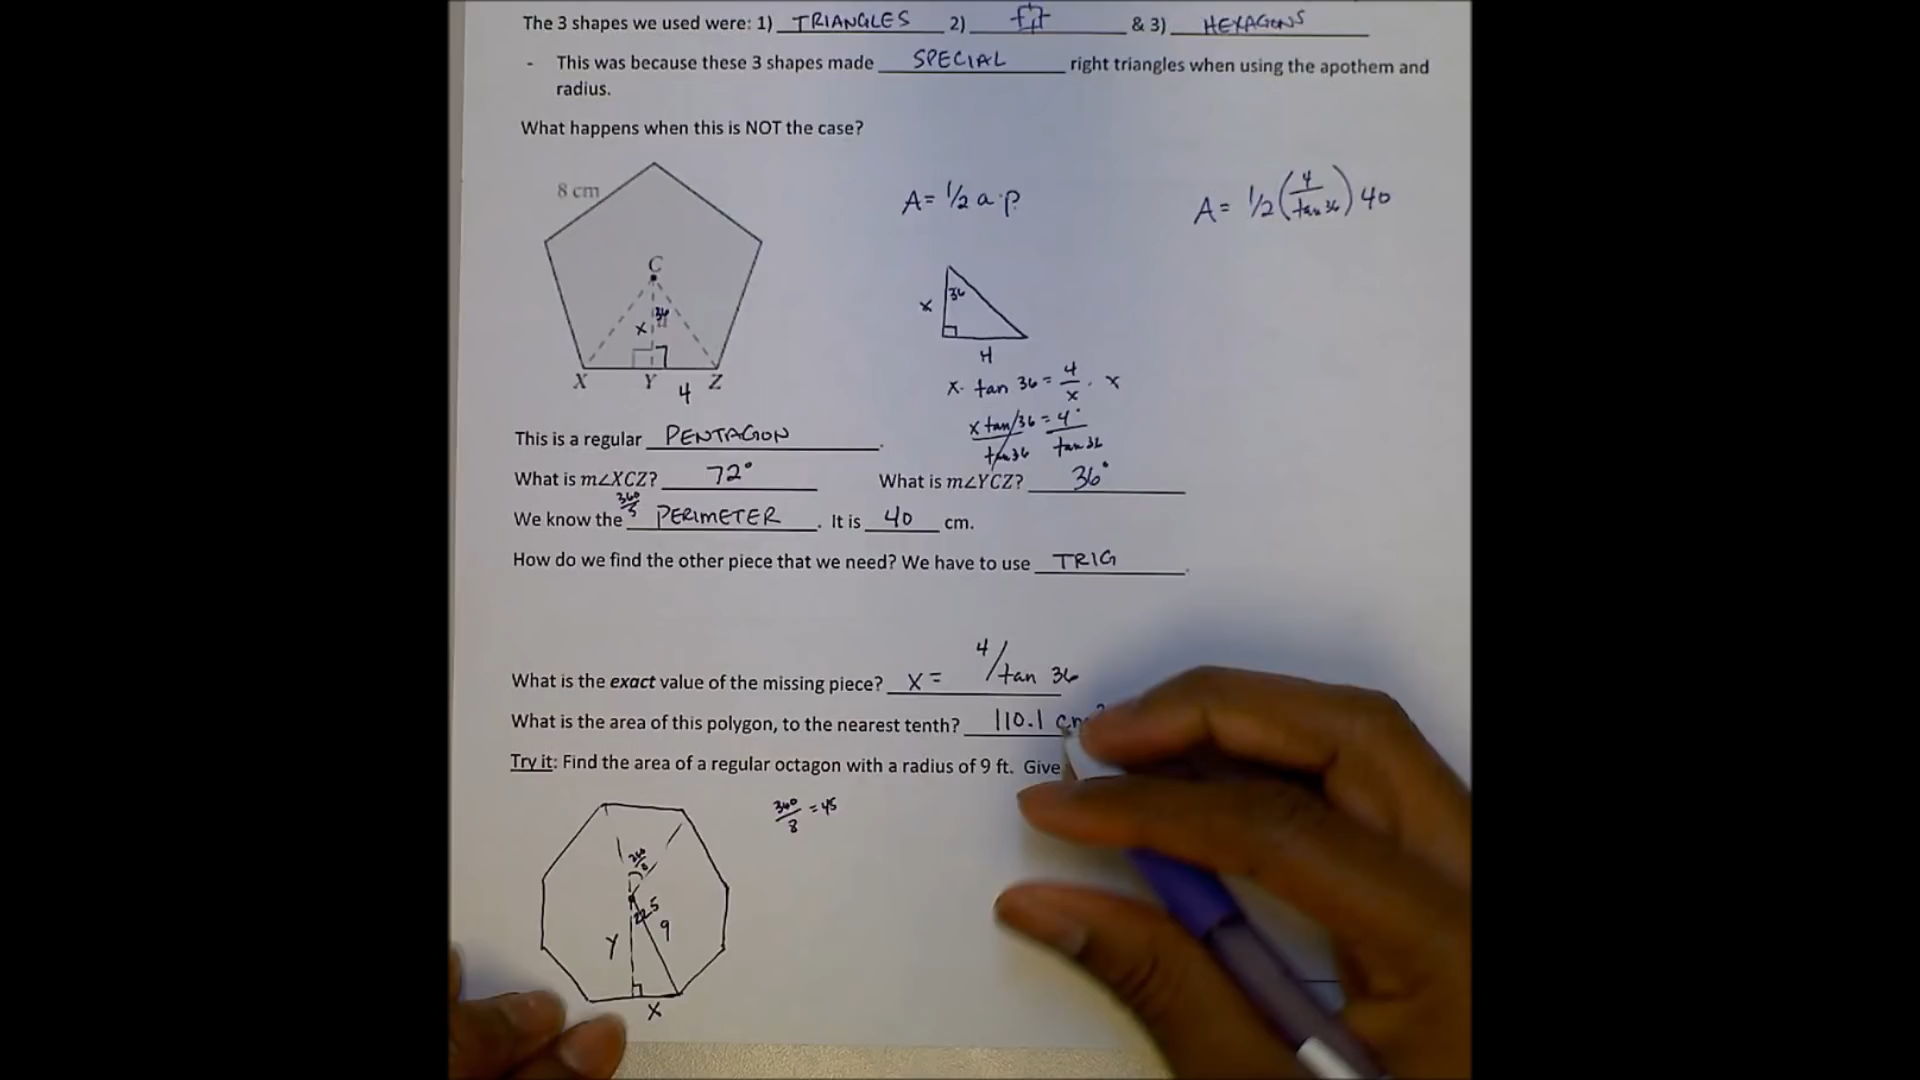 The 3 shapes we used were: 1) TRIANGLES 2) & 3) HEXAGONS
- This was because these 3 shapes made SPECIAL right triangles when using the apothem and
radius.
What happens when this is NOT the case?
8 cm
A = 1/2 a·p
A = 1/2 (4/tan 36) 40
C
36
x
X Y Z
4
36
x
H
x· tan 36 = 4/x · x
x tan 36 = 4
tan 36 tan 36
This is a regular PENTAGON.
What is m∠XCZ? 72° What is m∠YCZ? 36°
360/5
We know the PERIMETER. It is 40 cm.
How do we find the other piece that we need? We have to use TRIG.
What is the exact value of the missing piece? x = 4/tan 36
What is the area of this polygon, to the nearest tenth? 110.1 cm²
Try it: Find the area of a regular octagon with a radius of 9 ft. Give
360/8 = 45
360/8
22.5
Y 9
X